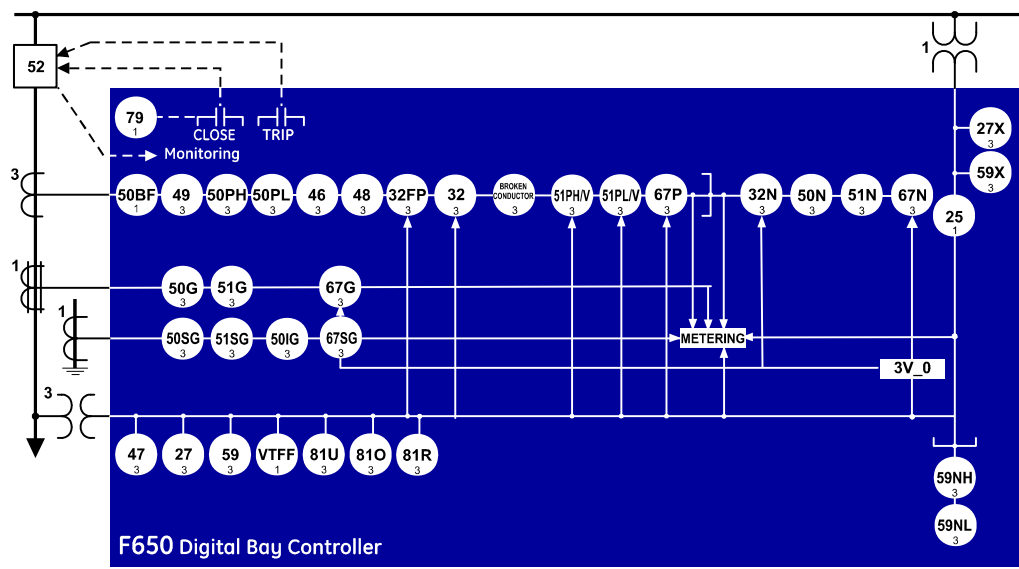 1
52
79
1
CLOSE
TRIP
Monitoring
27X
3
59X
3
3
50BF
1
49
3
50PH
3
50PL
3
46
3
48
3
32FP
3
32
3
BROKEN
CONDUCTOR
3
51PH/V
3
51PL/V
3
67P
3
32N
3
50N
3
51N
3
67N
3
25
1
1
50G
3
51G
3
67G
3
1
50SG
3
51SG
3
50IG
3
67SG
3
METERING
3V_0
3
47
3
27
3
59
3
VTFF
1
81U
3
81O
3
81R
3
59NH
3
59NL
3
F650 Digital Bay Controller